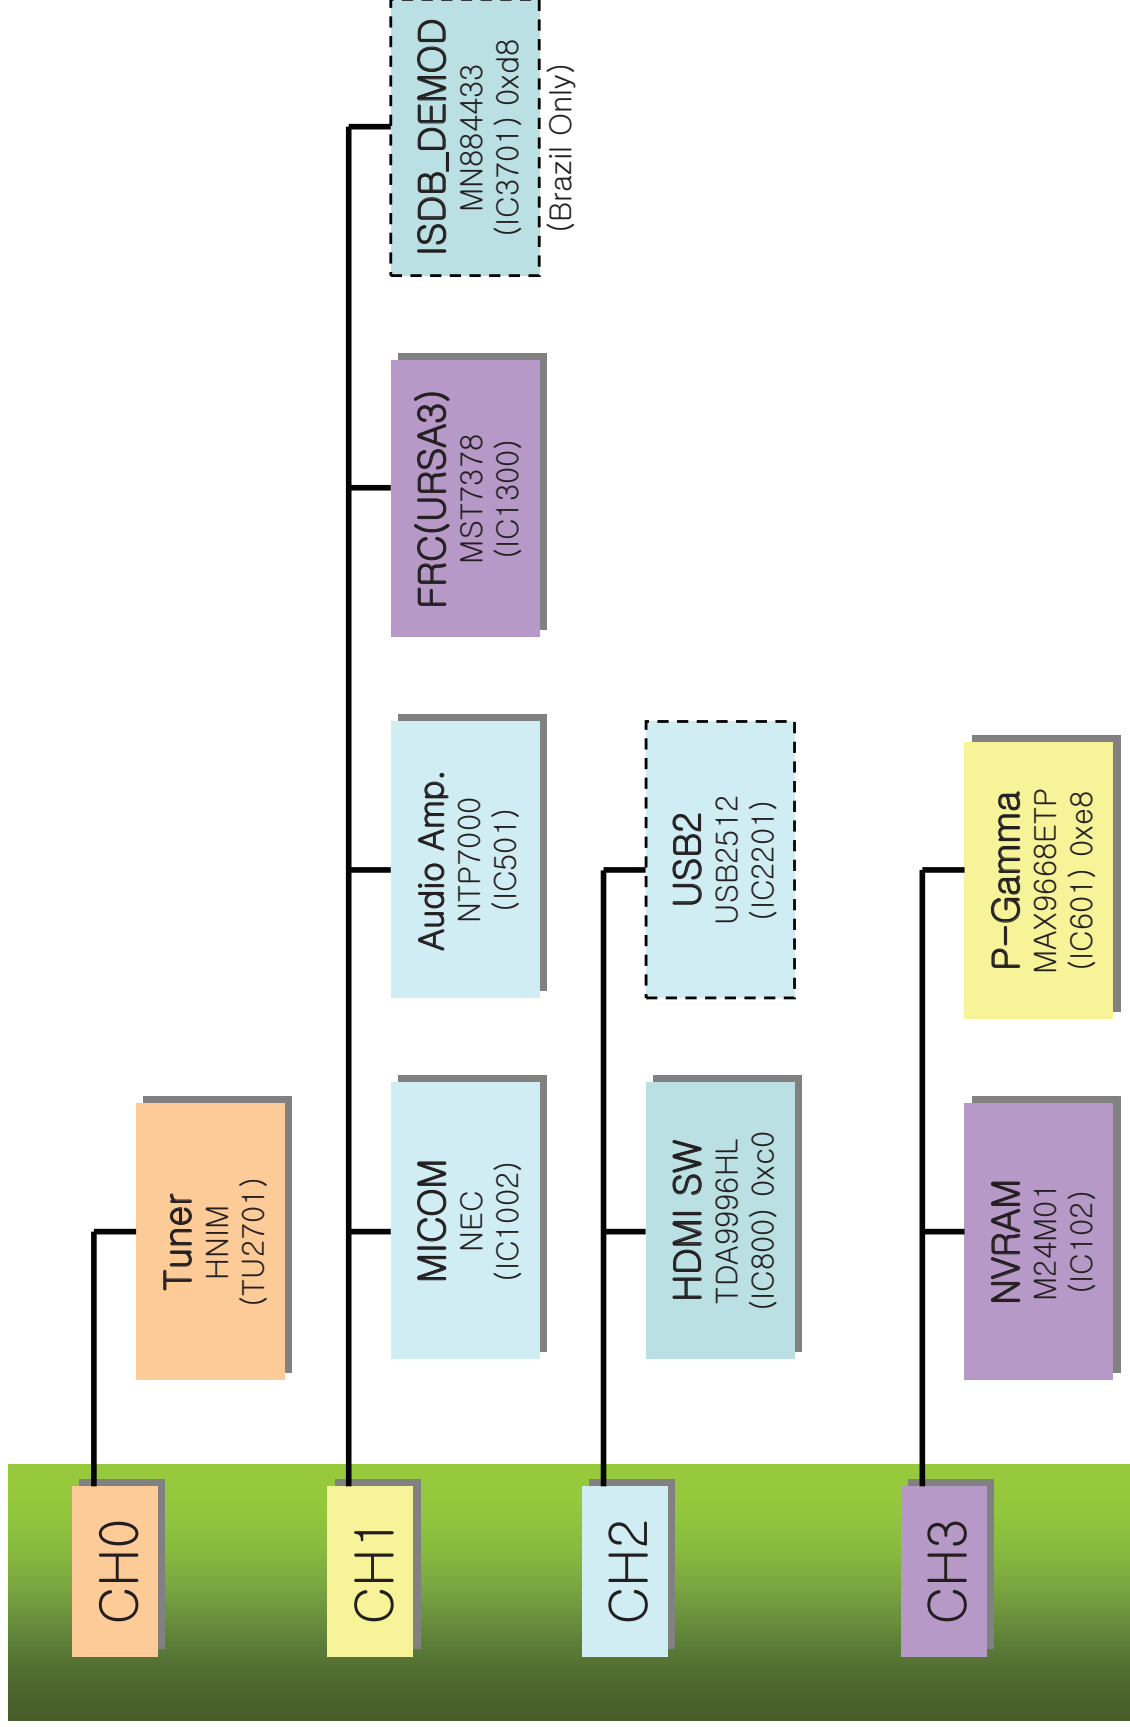 CH0
Tuner
HNIM
(TU2701)
CH1
MICOM
NEC
(IC1002)
Audio Amp.
NTP7000
(IC501)
FRC(URSA3)
MST7378
(IC1300)
ISDB_DEMOD
MN884433
(IC3701) 0xd8
(Brazil Only)
CH2
HDMI SW
TDA9996HL
(IC800) 0xc0
USB2
USB2512
(IC2201)
CH3
NVRAM
M24M01
(IC102)
P-Gamma
MAX9668ETP
(IC601) 0xe8